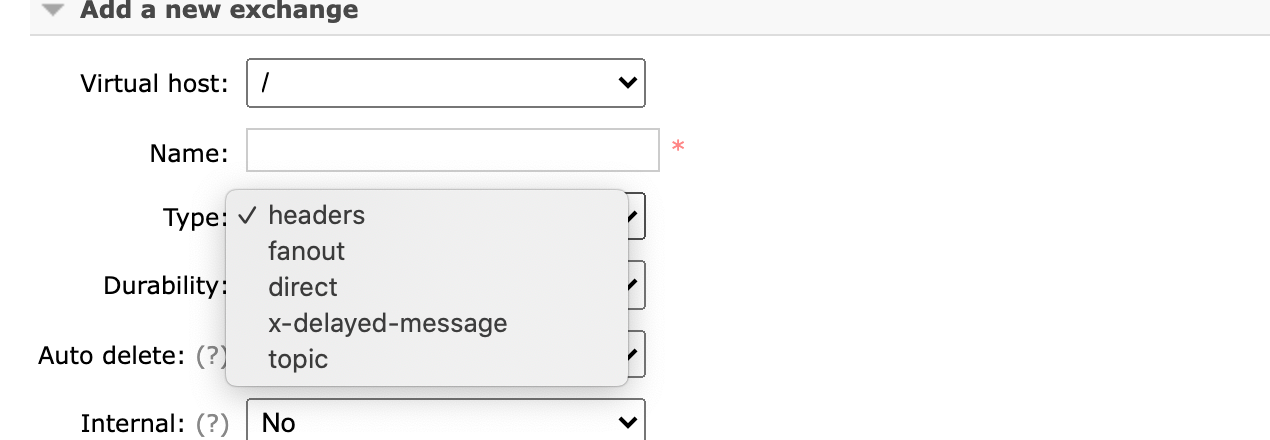 Add a new exchange
Virtual host: /
Name: *
Type: ✓ headers
fanout
Durability: direct
x-delayed-message
Auto delete: (?) topic
Internal: (?) No